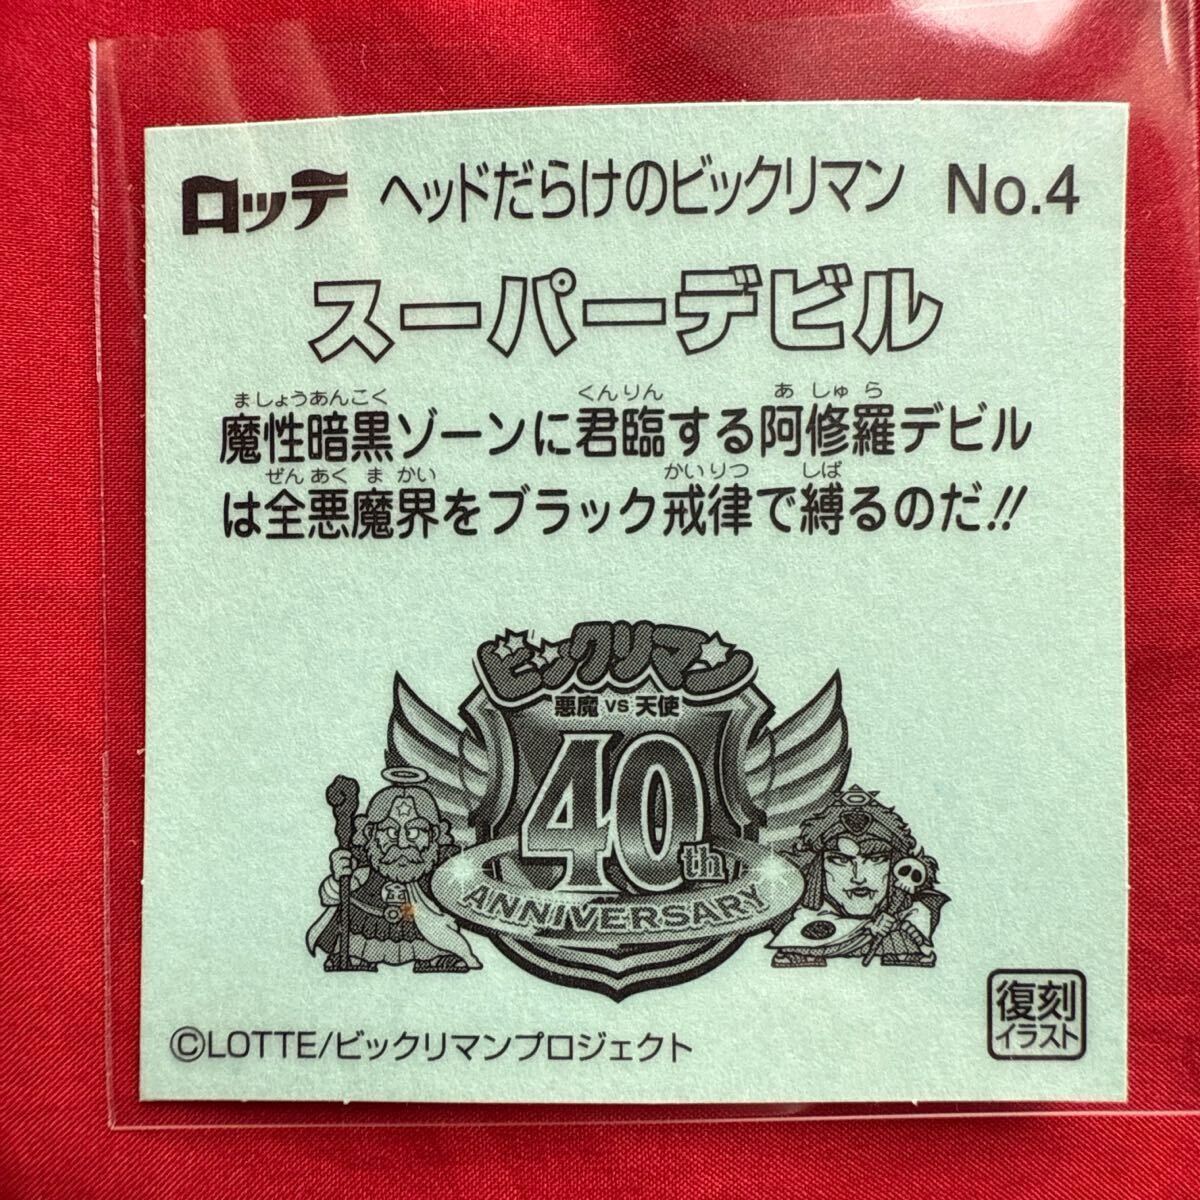 ロッテ ヘッドだらけのビックリマン No.4
スーパーデビル
ましょうあんこく くんりん あしゅら
魔性暗黒ゾーンに君臨する阿修羅デビル
ぜんあくまかい かいりつ しば
は全悪魔界をブラック戒律で縛るのだ!!
ビックリマン
悪魔 VS 天使
40th
ANNIVERSARY
復刻
イラスト
©LOTTE/ビックリマンプロジェクト